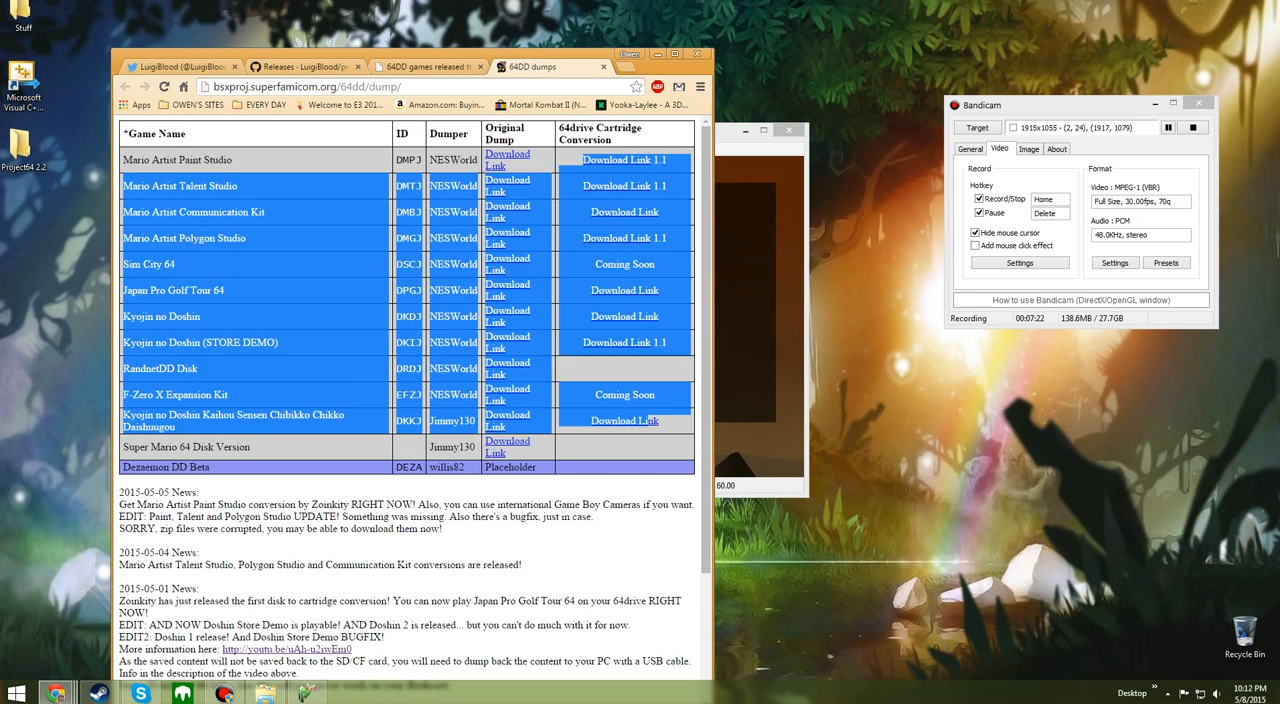 Stuff
Microsoft
Visual C+...
Project64 2.2
Owen
LuigiBlood (@LuigiBloo
Releases · LuigiBlood/
64DD games released t
64DD dumps
bsxproj.superfamicom.org/64dd/dump/
ABP
Apps
OWEN'S SITES
EVERY DAY
Welcome to E3 201...
Amazon.com: Buyin...
Mortal Kombat II (N...
Yooka-Laylee - A 3D...
*Game Name ID Dumper Original Dump 64drive Cartridge Conversion
Mario Artist Paint Studio DMPJ NESWorld Download Link Download Link 1.1
Mario Artist Talent Studio DMTJ NESWorld Download Link Download Link 1.1
Mario Artist Communication Kit DMBJ NESWorld Download Link Download Link
Mario Artist Polygon Studio DMGJ NESWorld Download Link Download Link 1.1
Sim City 64 DSCJ NESWorld Download Link Coming Soon
Japan Pro Golf Tour 64 DPGJ NESWorld Download Link Download Link
Kyojin no Doshin DKDJ NESWorld Download Link Download Link
Kyojin no Doshin (STORE DEMO) DKIJ NESWorld Download Link Download Link 1.1
RandnetDD Disk DRDJ NESWorld Download Link
F-Zero X Expansion Kit EFZJ NESWorld Download Link Coming Soon
Kyojin no Doshin Kaihou Sensen Chibikko Chikko Daishuugou DKKJ Jimmy130 Download Link Download Link
Super Mario 64 Disk Version Jimmy130 Download Link
Dezaemon DD Beta DEZA willis82 Placeholder
2015-05-05 News:
Get Mario Artist Paint Studio conversion by Zoinkity RIGHT NOW! Also, you can use international Game Boy Cameras if you want.
EDIT: Paint, Talent and Polygon Studio UPDATE! Something was missing. Also there's a bugfix, just in case.
SORRY, zip files were corrupted, you may be able to download them now!
2015-05-04 News:
Mario Artist Talent Studio, Polygon Studio and Communication Kit conversions are released!
2015-05-01 News:
Zoinkity has just released the first disk to cartridge conversion! You can now play Japan Pro Golf Tour 64 on your 64drive RIGHT
NOW!
EDIT: AND NOW Doshin Store Demo is playable! AND Doshin 2 is released... but you can't do much with it for now.
EDIT2: Doshin 1 release! And Doshin Store Demo BUGFIX!
More information here: http://youtu.be/uAh-u2rwEm0
As the saved content will not be saved back to the SD/CF card, you will need to dump back the content to your PC with a USB cable.
Info in the description of the video above.
60.00
Bandicam
Target
1915x1055 - (2, 24), (1917, 1079)
General Video Image About
Record
Hotkey
Record/Stop Home
Pause Delete
Hide mouse cursor
Add mouse click effect
Settings
Format
Video : MPEG-1 (VBR)
Full Size, 30.00fps, 70q
Audio : PCM
48.0KHz, stereo
Settings Presets
How to use Bandicam (DirectX/OpenGL window)
Recording 00:07:22 138.6MB / 27.7GB
Recycle Bin
Desktop
10:12 PM
5/8/2015